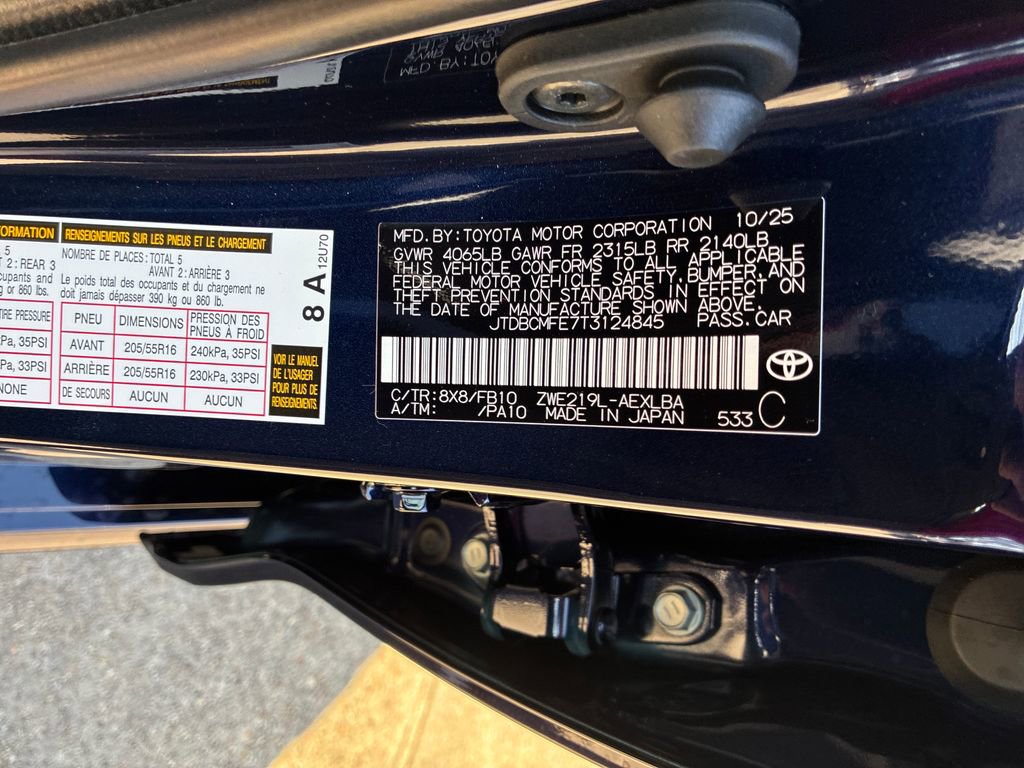 FORMATION
5
T 2 : REAR 3
ccupants and
g or 860 lbs.
TIRE PRESSURE
kPa, 35PSI
kPa, 33PSI
NONE
RENSEIGNEMENTS SUR LES PNEUS ET LE CHARGEMENT
NOMBRE DE PLACES : TOTAL 5
AVANT 2 : ARRIÈRE 3
Le poids total des occupants et du chargement ne
doit jamais dépasser 390 kg ou 860 lb.
PNEU DIMENSIONS PRESSION DES PNEUS À FROID
AVANT 205/55R16 240kPa, 35PSI
ARRIÈRE 205/55R16 230kPa, 33PSI
DE SECOURS AUCUN AUCUN
VOIR LE MANUEL
DE L'USAGER
POUR PLUS DE
RENSEIGNEMENTS.
8 A 12U70
MFD.BY:TOYOTA MOTOR CORPORATION 10/25
GVWR 4065LB GAWR FR 2315LB RR 2140LB
THIS VEHICLE CONFORMS TO ALL APPLICABLE
FEDERAL MOTOR VEHICLE SAFETY,BUMPER,AND
THEFT PREVENTION STANDARDS IN EFFECT ON
THE DATE OF MANUFACTURE SHOWN ABOVE.
JTDBCMFE7T3124845 PASS.CAR
C/TR:8X8/FB10 ZWE219L-AEXLBA
A/TM: /PA10 MADE IN JAPAN 533 C